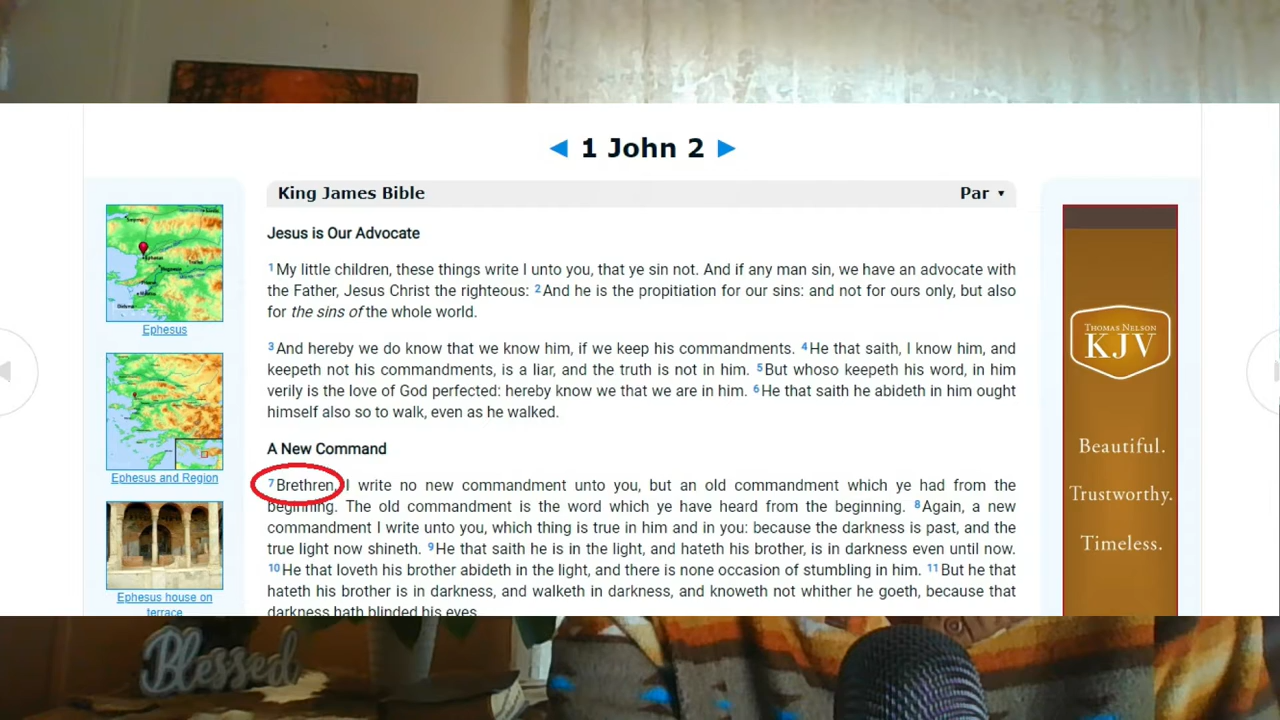 ◄ 1 John 2 ►
King James Bible
Par ▼
Jesus is Our Advocate
1 My little children, these things write I unto you, that ye sin not. And if any man sin, we have an advocate with
the Father, Jesus Christ the righteous: 2 And he is the propitiation for our sins: and not for ours only, but also
for the sins of the whole world.
3 And hereby we do know that we know him, if we keep his commandments. 4 He that saith, I know him, and
keepeth not his commandments, is a liar, and the truth is not in him. 5 But whoso keepeth his word, in him
verily is the love of God perfected: hereby know we that we are in him. 6 He that saith he abideth in him ought
himself also so to walk, even as he walked.
A New Command
7 Brethren, I write no new commandment unto you, but an old commandment which ye had from the
beginning. The old commandment is the word which ye have heard from the beginning. 8 Again, a new
commandment I write unto you, which thing is true in him and in you: because the darkness is past, and the
true light now shineth. 9 He that saith he is in the light, and hateth his brother, is in darkness even until now.
10 He that loveth his brother abideth in the light, and there is none occasion of stumbling in him. 11 But he that
hateth his brother is in darkness, and walketh in darkness, and knoweth not whither he goeth, because that
darkness hath blinded his eyes.
Ephesus
Ephesus and Region
Ephesus house on
terrace
THOMAS NELSON
KJV
Beautiful.
Trustworthy.
Timeless.
Blessed